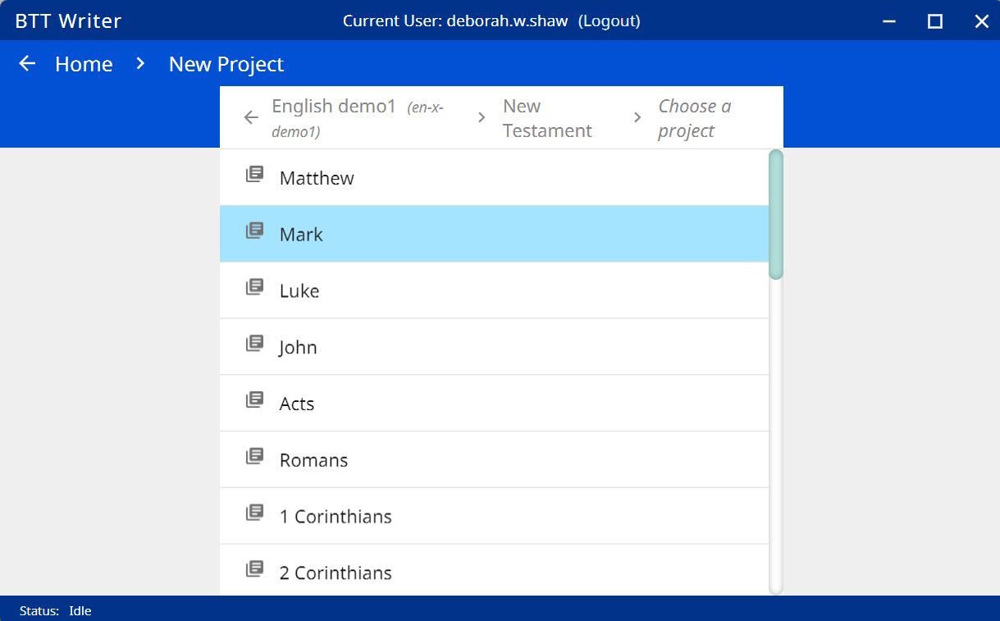 BTT Writer Current User: deborah.w.shaw (Logout)
Home New Project
English demo1 (en-x-
demo1)
New
Testament
Choose a
project
Matthew
Mark
Luke
John
Acts
Romans
1 Corinthians
2 Corinthians
Status: Idle